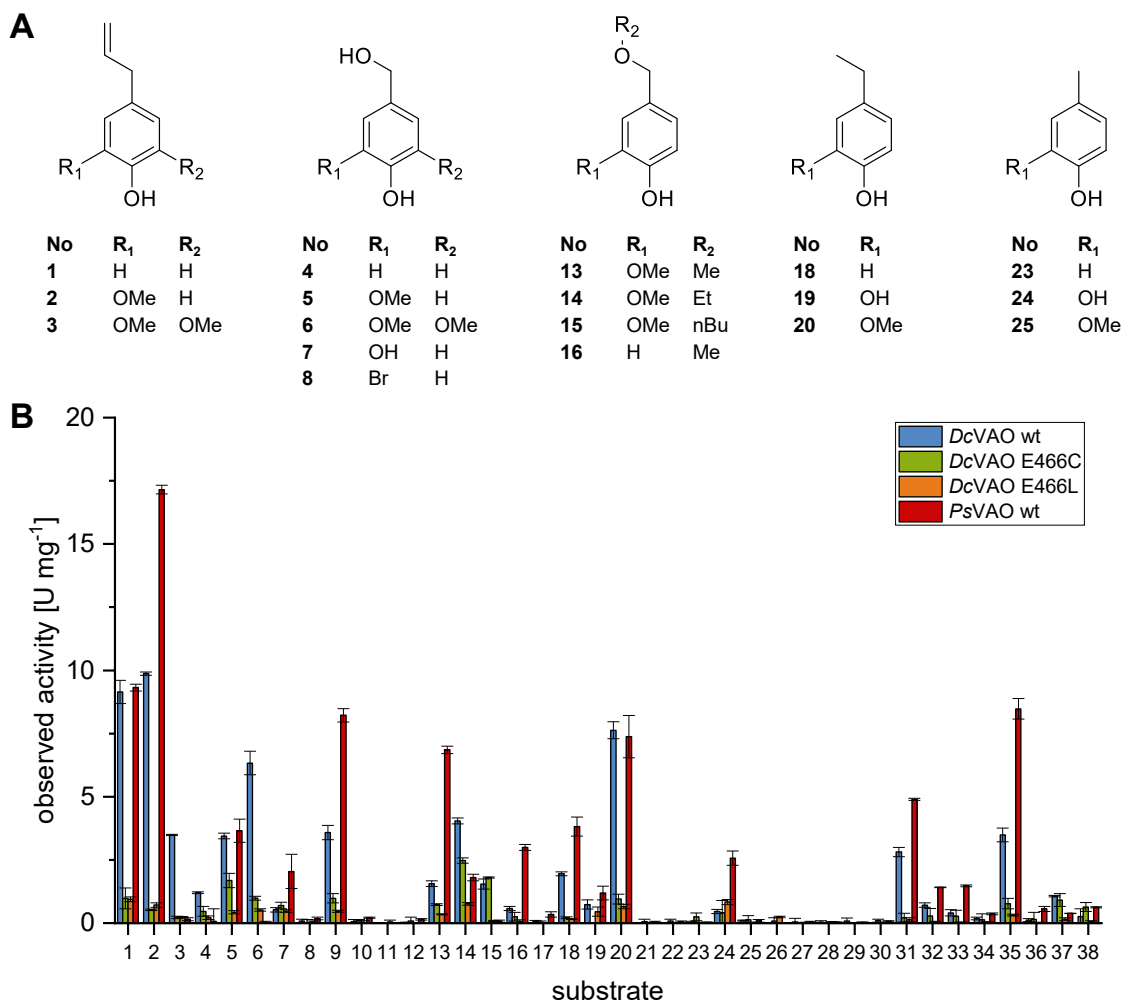 A
R2
HO
O
R1
R2
OH
R1
R2
OH
R1
OH
R1
OH
R1
OH
No R1 R2
1 H H
2 OMe H
3 OMe OMe
No R1 R2
4 H H
5 OMe H
6 OMe OMe
7 OH H
8 Br H
No R1 R2
13 OMe Me
14 OMe Et
15 OMe nBu
16 H Me
No R1
18 H
19 OH
20 OMe
No R1
23 H
24 OH
25 OMe
B
observed activity [U mg-1]
20
15
10
5
0
DcVAO wt
DcVAO E466C
DcVAO E466L
PsVAO wt
1 2 3 4 5 6 7 8 9 10 11 12 13 14 15 16 17 18 19 20 21 22 23 24 25 26 27 28 29 30 31 32 33 34 35 36 37 38
substrate